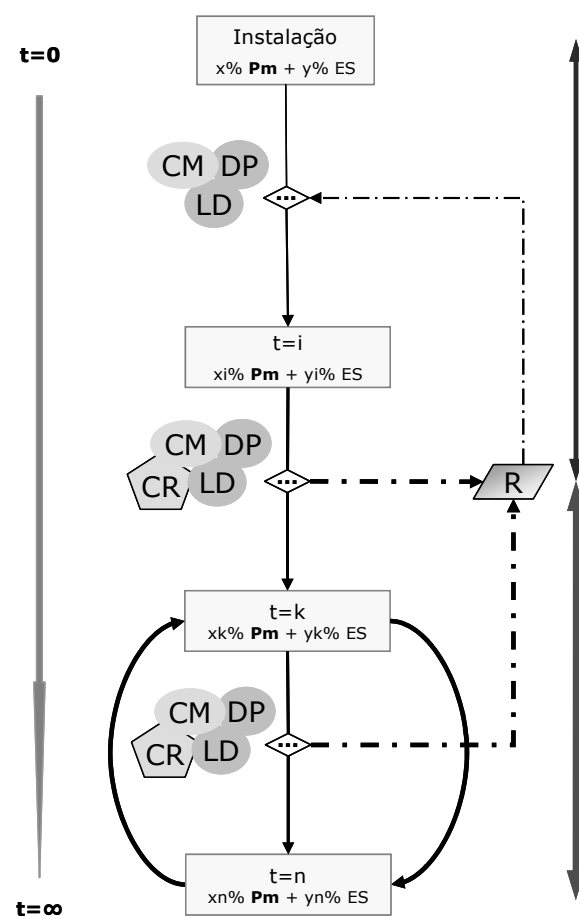 t=0
Instalação
x% Pm + y% ES
CM DP
LD
...
t=i
xi% Pm + yi% ES
CM DP
CR LD
...
R
t=k
xk% Pm + yk% ES
CM DP
CR LD
...
t=n
xn% Pm + yn% ES
t=∞